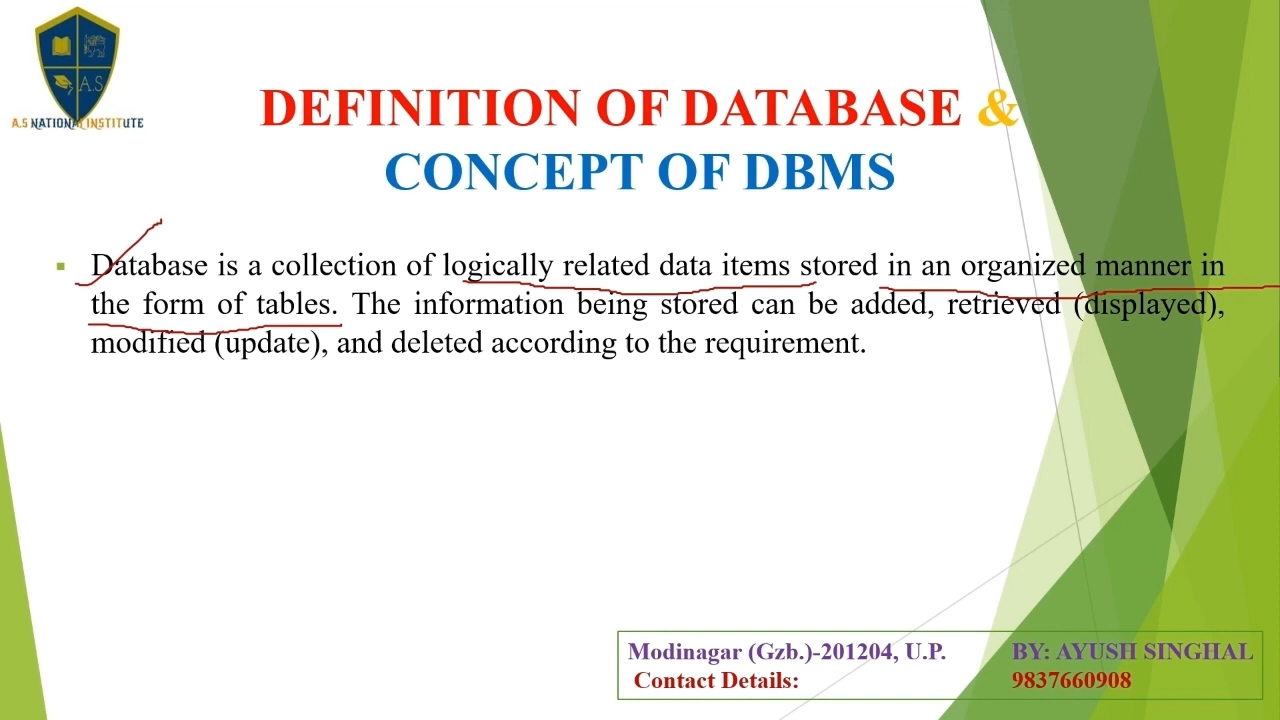 A.S
A.S NATIONAL INSTITUTE
DEFINITION OF DATABASE &
CONCEPT OF DBMS
▪ Database is a collection of logically related data items stored in an organized manner in
the form of tables. The information being stored can be added, retrieved (displayed),
modified (update), and deleted according to the requirement.
Modinagar (Gzb.)-201204, U.P. BY: AYUSH SINGHAL
Contact Details: 9837660908